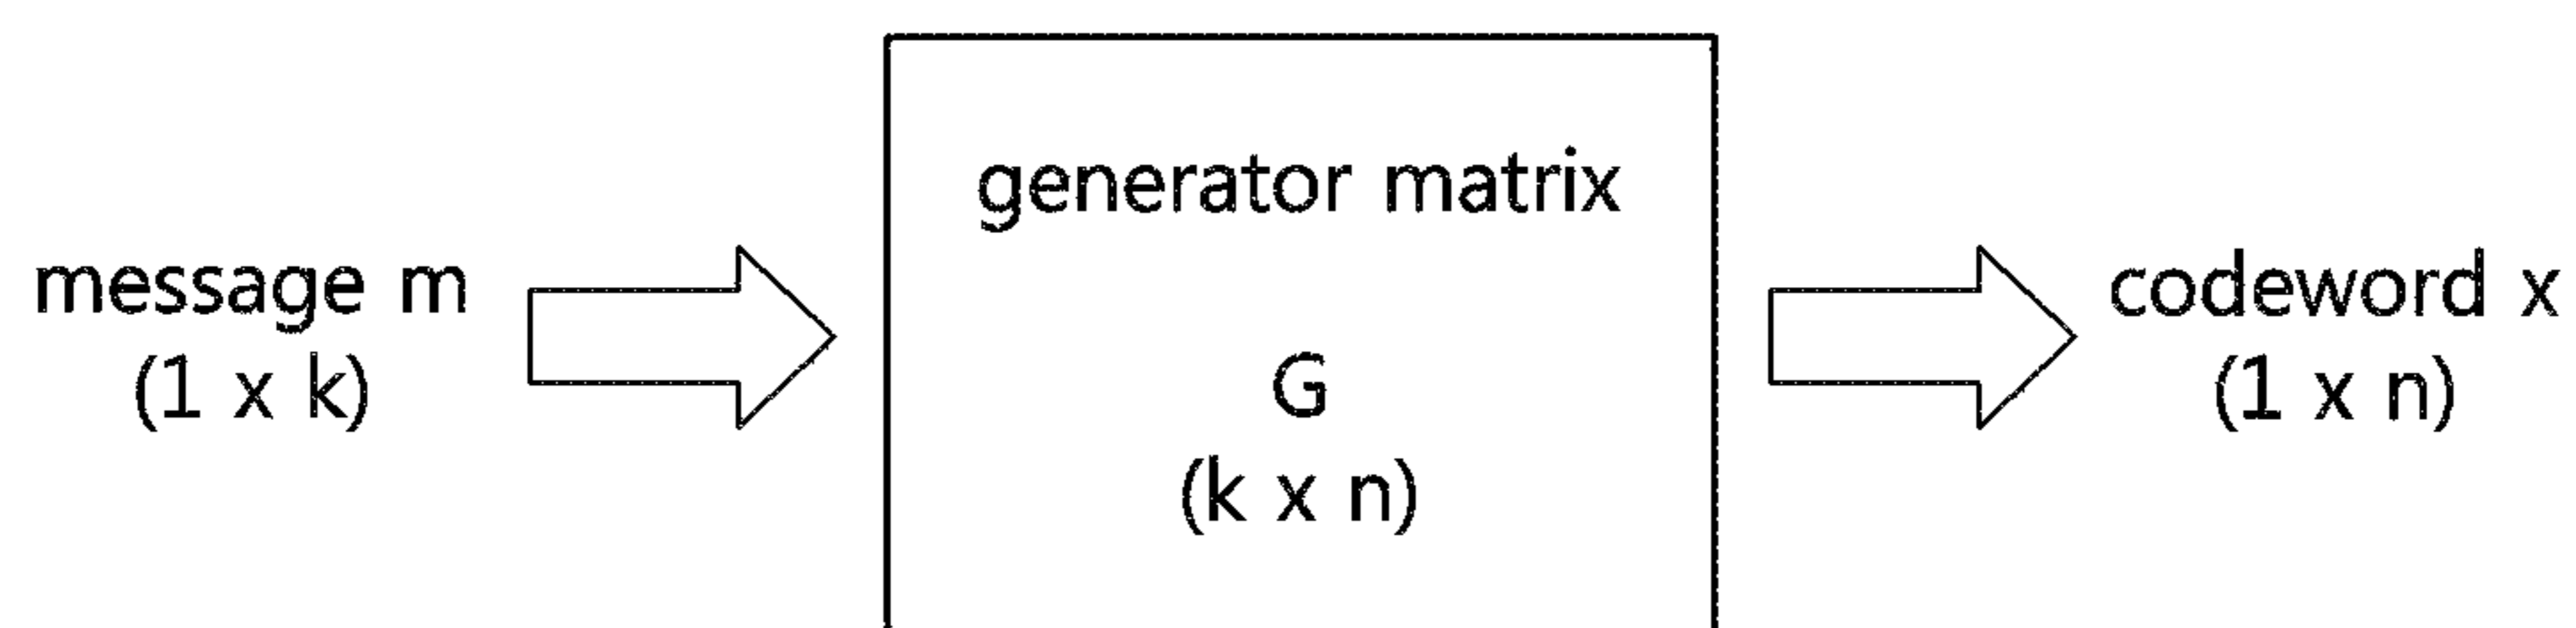 message m
(1 x k)
generator matrix
G
(k x n)
codeword x
(1 x n)